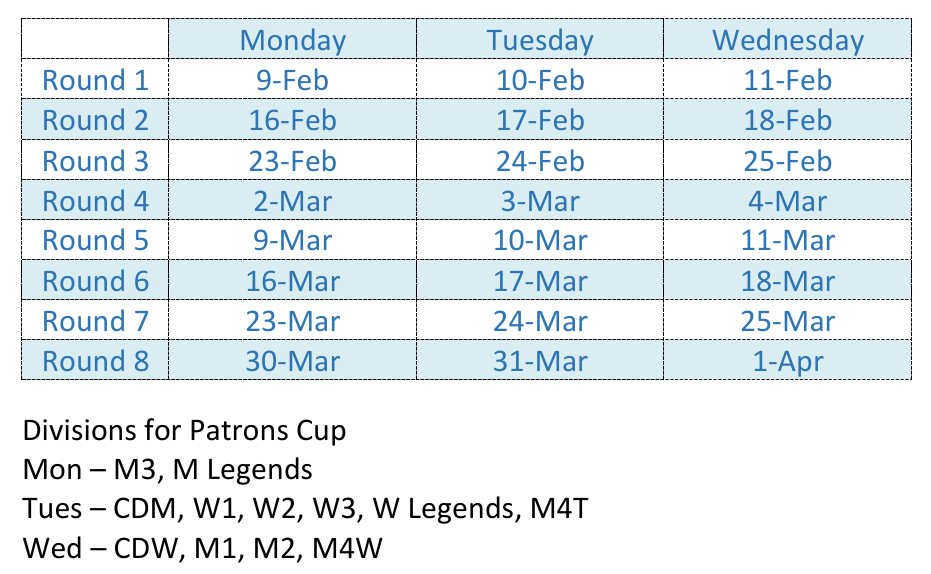 Monday Tuesday Wednesday
Round 1 9-Feb 10-Feb 11-Feb
Round 2 16-Feb 17-Feb 18-Feb
Round 3 23-Feb 24-Feb 25-Feb
Round 4 2-Mar 3-Mar 4-Mar
Round 5 9-Mar 10-Mar 11-Mar
Round 6 16-Mar 17-Mar 18-Mar
Round 7 23-Mar 24-Mar 25-Mar
Round 8 30-Mar 31-Mar 1-Apr
Divisions for Patrons Cup
Mon – M3, M Legends
Tues – CDM, W1, W2, W3, W Legends, M4T
Wed – CDW, M1, M2, M4W